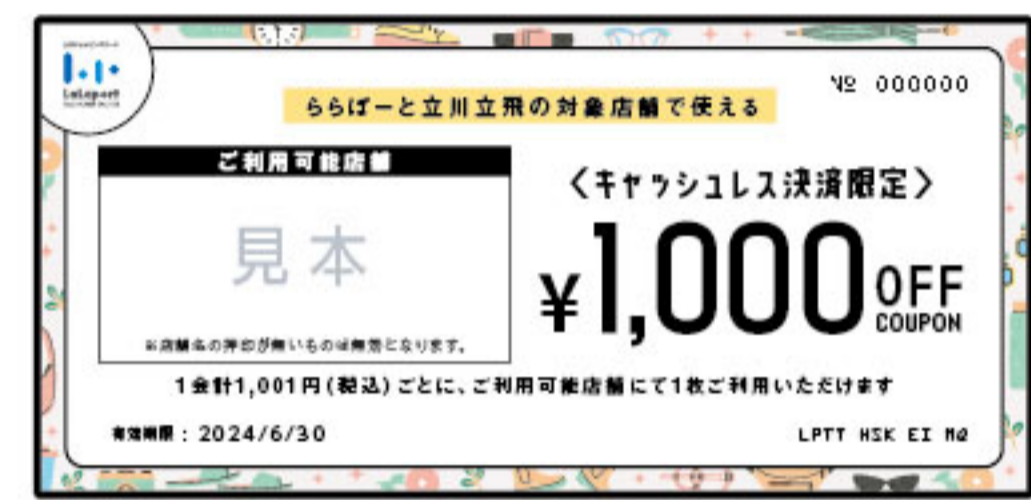 LaLaport
№ 000000
ららぽーと立川立飛の対象店舗で使える
ご利用可能店舗
見本
※店舗名の押印が無いものは無効となります。
〈キャッシュレス決済限定〉
¥1,000 OFF
COUPON
1会計1,001円(税込)ごとに、ご利用可能店舗にて1枚ご利用いただけます
有効期限：2024/6/30
LPTT HSK EI MQ